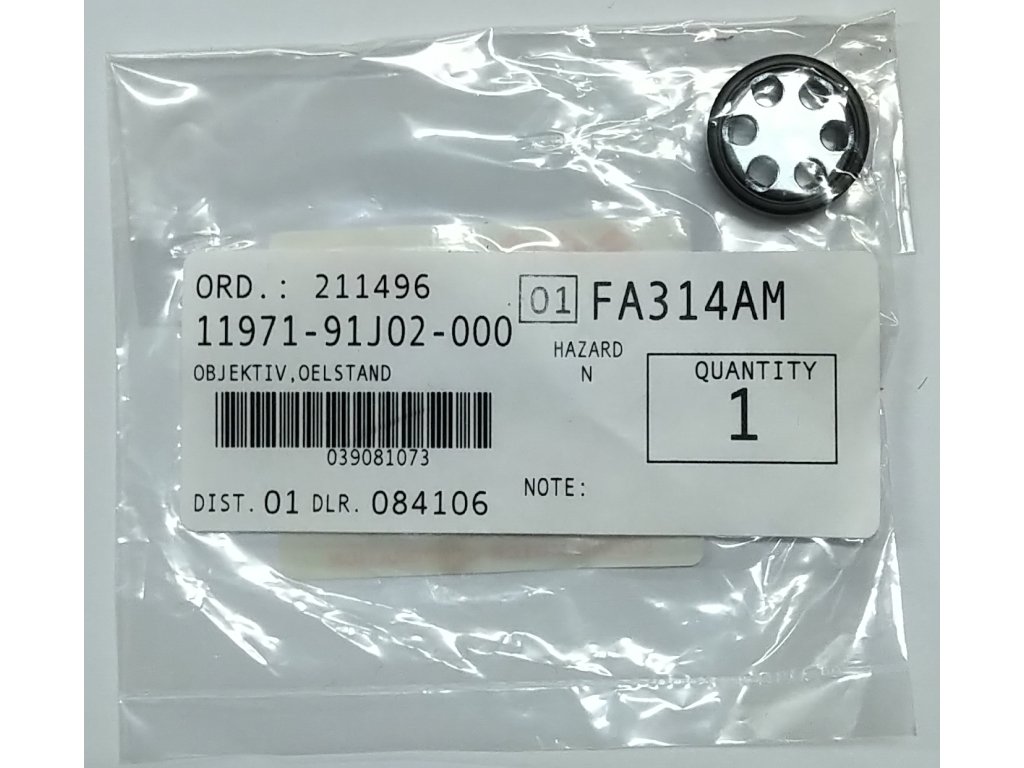 ORD.: 211496
01 FA314AM
11971-91J02-000
HAZARD
N
OBJEKTIV,OELSTAND
QUANTITY
1
039081073
NOTE:
DIST. 01 DLR. 084106